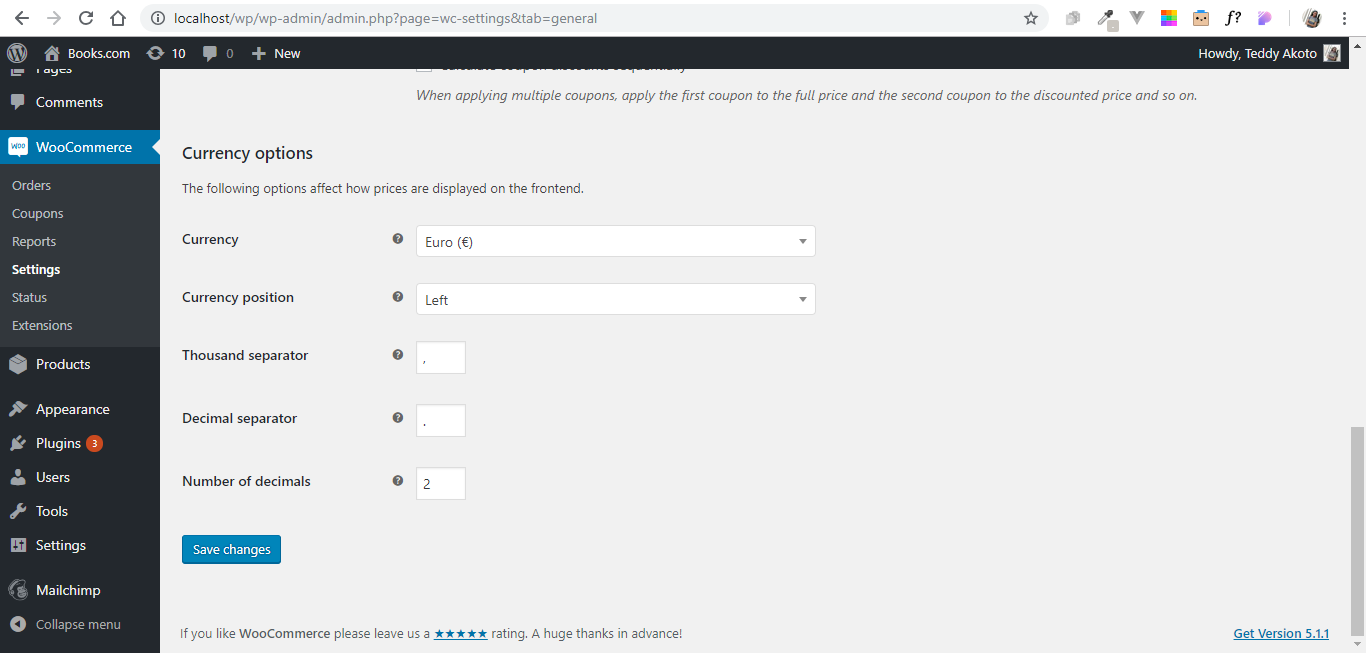 localhost/wp/wp-admin/admin.php?page=wc-settings&tab=general
f?
Books.com
10
0
New
Howdy, Teddy Akoto
Pages
Comments
WooCommerce
Orders
Coupons
Reports
Settings
Status
Extensions
Products
Appearance
Plugins 3
Users
Tools
Settings
Mailchimp
Collapse menu
Calculate coupon discounts sequentially
When applying multiple coupons, apply the first coupon to the full price and the second coupon to the discounted price and so on.
Currency options
The following options affect how prices are displayed on the frontend.
Currency
Euro (€)
Currency position
Left
Thousand separator
,
Decimal separator
.
Number of decimals
2
Save changes
If you like WooCommerce please leave us a ★★★★★ rating. A huge thanks in advance!
Get Version 5.1.1